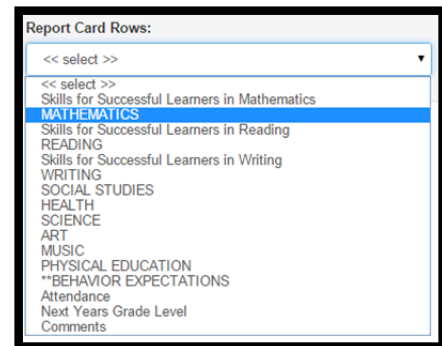 Report Card Rows:
<< select >>
<< select >>
Skills for Successful Learners in Mathematics
MATHEMATICS
Skills for Successful Learners in Reading
READING
Skills for Successful Learners in Writing
WRITING
SOCIAL STUDIES
HEALTH
SCIENCE
ART
MUSIC
PHYSICAL EDUCATION
**BEHAVIOR EXPECTATIONS
Attendance
Next Years Grade Level
Comments